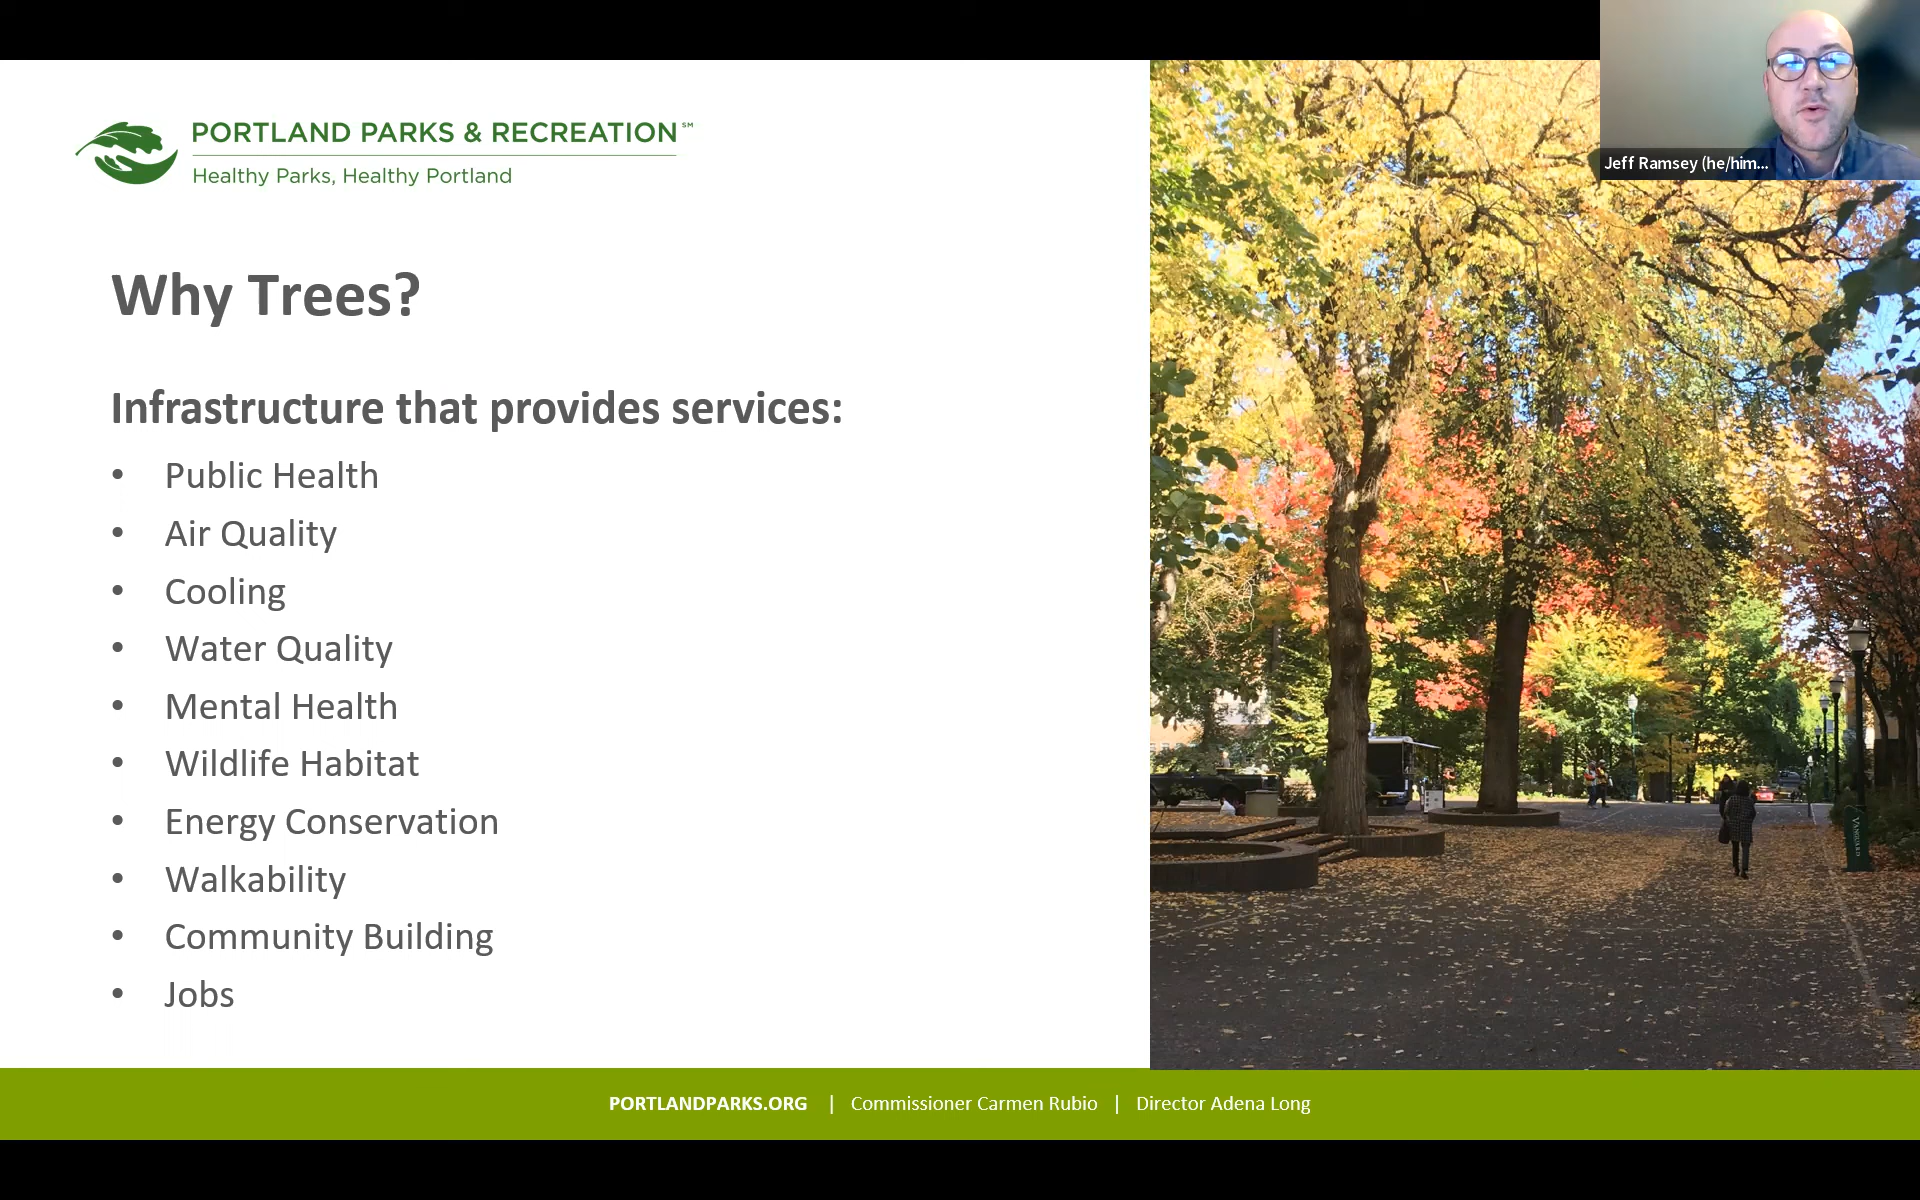 PORTLAND PARKS & RECREATION℠
Healthy Parks, Healthy Portland
Jeff Ramsey (he/him...
Why Trees?
Infrastructure that provides services:
• Public Health
• Air Quality
• Cooling
• Water Quality
• Mental Health
• Wildlife Habitat
• Energy Conservation
• Walkability
• Community Building
• Jobs
VANGUARD
PORTLANDPARKS.ORG | Commissioner Carmen Rubio | Director Adena Long